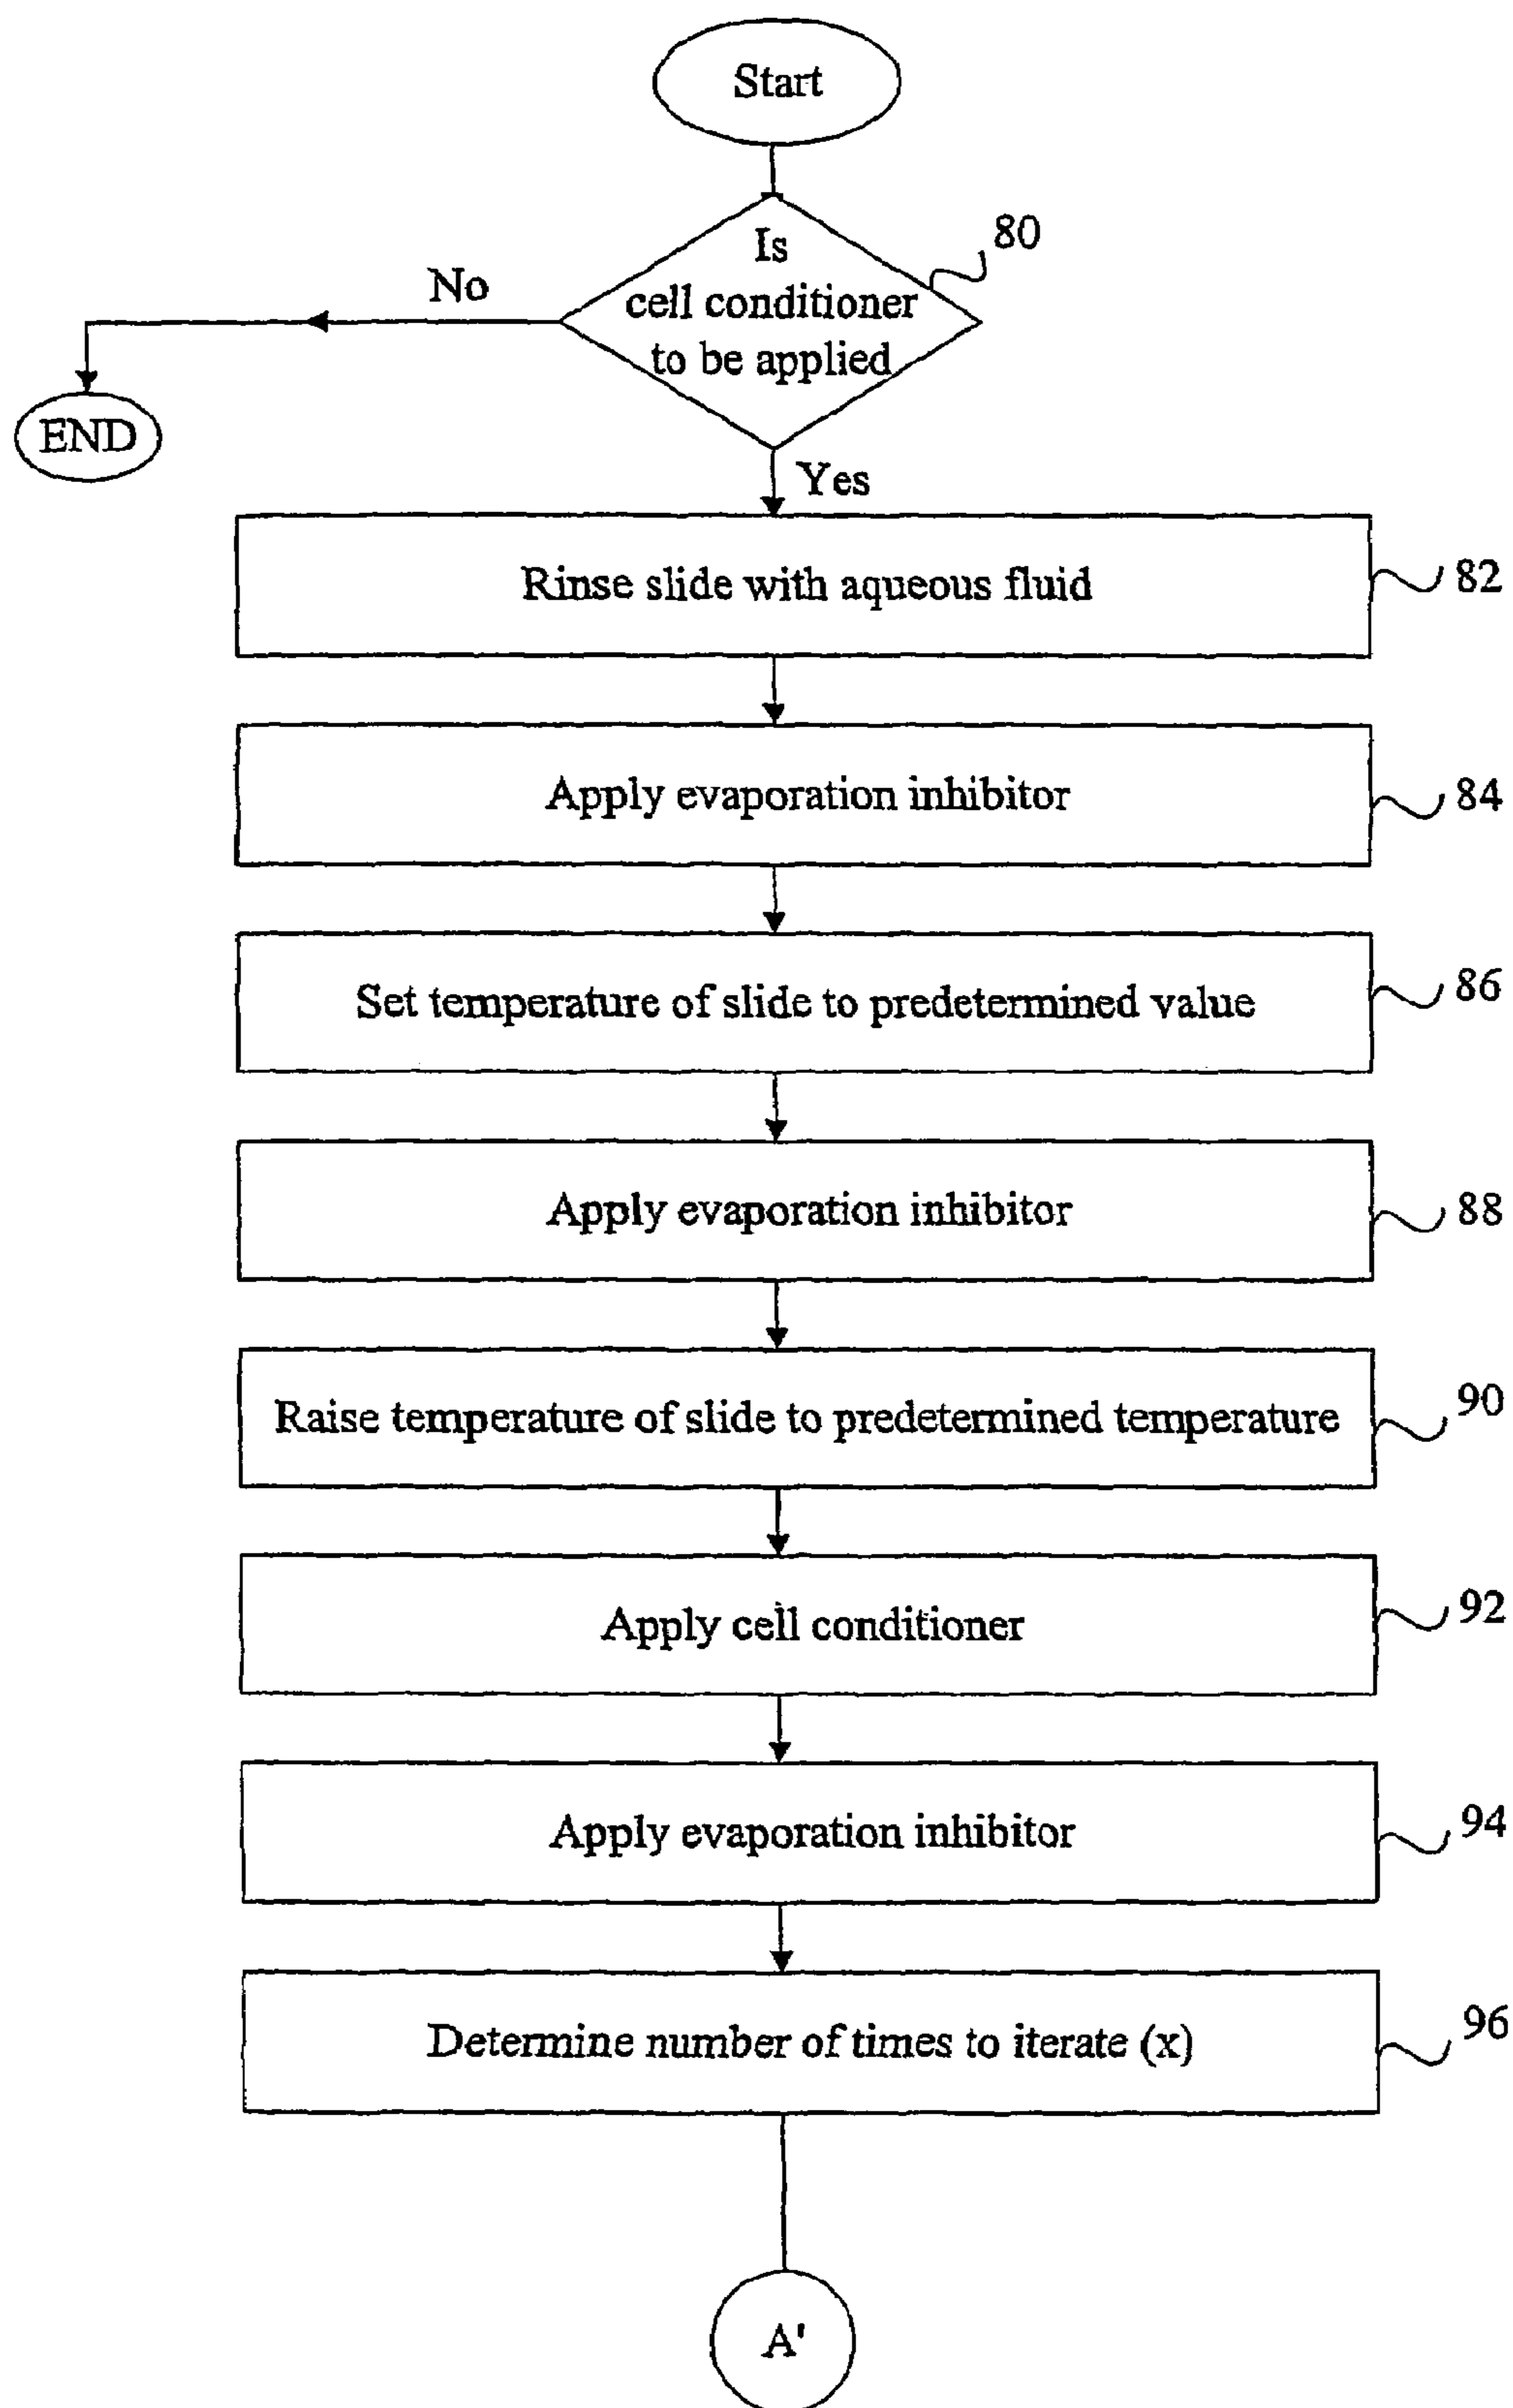 Start
Is
cell conditioner
to be applied
80
No
END
Yes
Rinse slide with aqueous fluid
82
Apply evaporation inhibitor
84
Set temperature of slide to predetermined value
86
Apply evaporation inhibitor
88
Raise temperature of slide to predetermined temperature
90
Apply cell conditioner
92
Apply evaporation inhibitor
94
Determine number of times to iterate (x)
96
A'